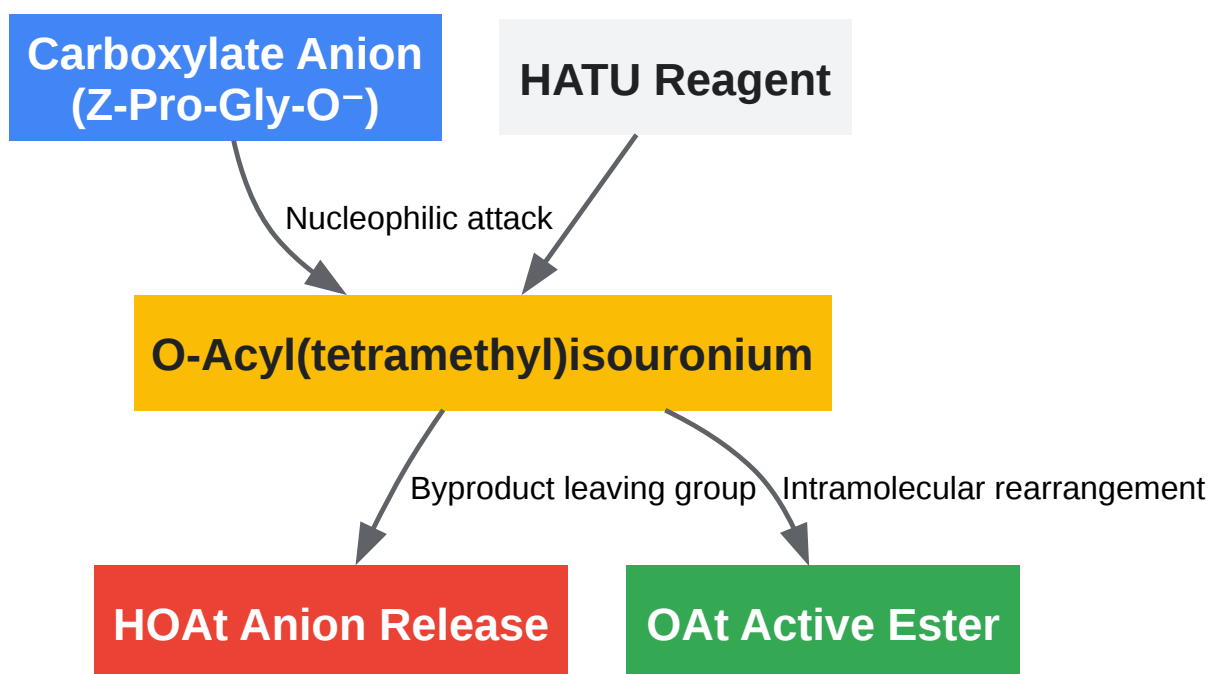 Carboxylate Anion
(Z-Pro-Gly-O⁻)
HATU Reagent
Nucleophilic attack
O-Acyl(tetramethyl)isouronium
Byproduct leaving group
Intramolecular rearrangement
HOAt Anion Release
OAt Active Ester